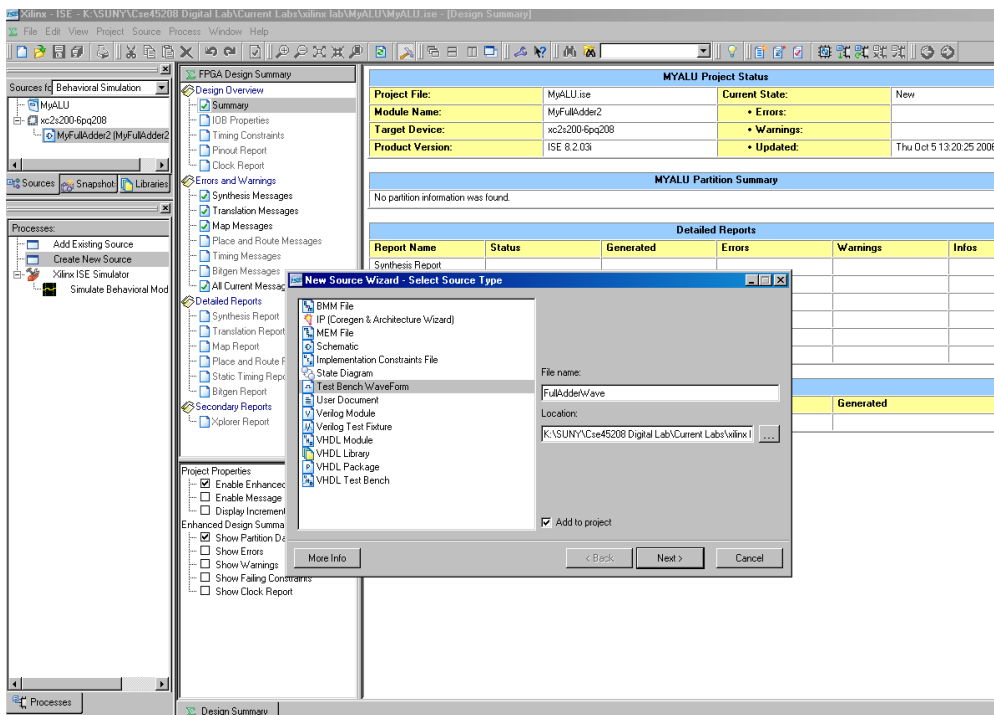 Xilinx - ISE - K:\SUNY\Cse45208 Digital Lab\Current Labs\xilinx lab\MyALU\MyALU.ise - [Design Summary]
File Edit View Project Source Process Window Help
Sources fo Behavioral Simulation
MyALU
xc2s200-6pq208
MyFullAdder2 (MyFullAdder2
Sources Snapshot Libraries
Processes:
Add Existing Source
Create New Source
Xilinx ISE Simulator
Simulate Behavioral Mod
Processes
FPGA Design Summary
Design Overview
Summary
IOB Properties
Timing Constraints
Pinout Report
Clock Report
Errors and Warnings
Synthesis Messages
Translation Messages
Map Messages
Place and Route Messages
Timing Messages
Bitgen Messages
All Current Messag
Detailed Reports
Synthesis Report
Translation Report
Map Report
Place and Route F
Static Timing Repo
Bitgen Report
Secondary Reports
Xplorer Report
Project Properties
Enable Enhanced
Enable Message
Display Increment
Enhanced Design Summa
Show Partition Da
Show Errors
Show Warnings
Show Failing Constraints
Show Clock Report
Design Summary
MYALU Project Status
Project File: MyALU.ise Current State: New
Module Name: MyFullAdder2 • Errors:
Target Device: xc2s200-6pq208 • Warnings:
Product Version: ISE 8.2.03i • Updated: Thu Oct 5 13:20:25 2006
MYALU Partition Summary
No partition information was found.
Detailed Reports
Report Name Status Generated Errors Warnings Infos
Synthesis Report
Generated
New Source Wizard - Select Source Type
BMM File
IP (Coregen & Architecture Wizard)
MEM File
Schematic
Implementation Constraints File
State Diagram
Test Bench WaveForm
User Document
Verilog Module
Verilog Test Fixture
VHDL Module
VHDL Library
VHDL Package
VHDL Test Bench
File name:
FullAdderWave
Location:
K:\SUNY\Cse45208 Digital Lab\Current Labs\xilinx l
...
Add to project
More Info
< Back
Next >
Cancel